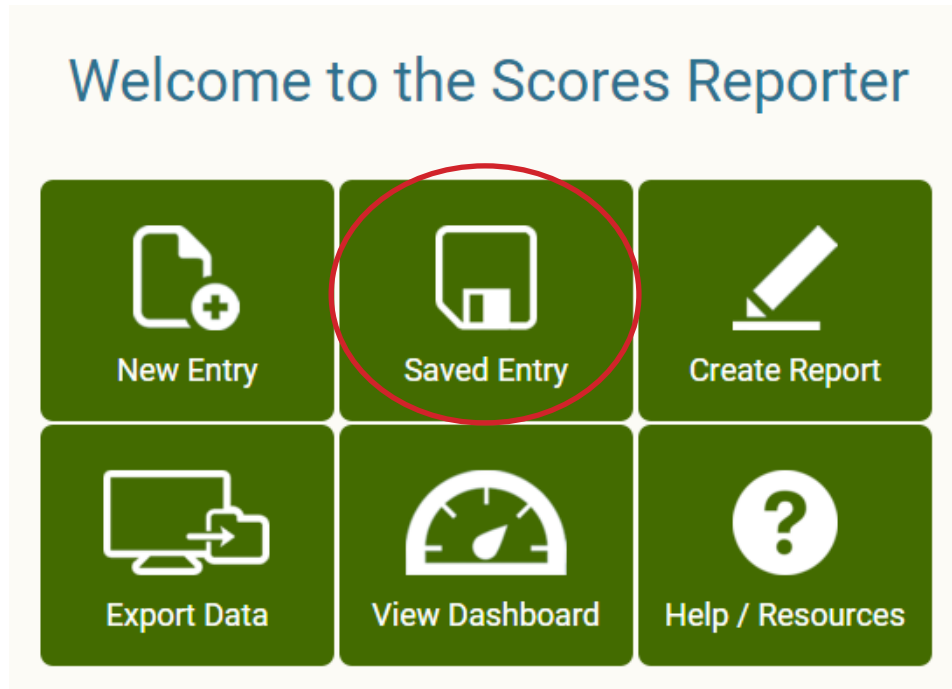 Welcome to the Scores Reporter
New Entry
Saved Entry
Create Report
Export Data
View Dashboard
Help / Resources